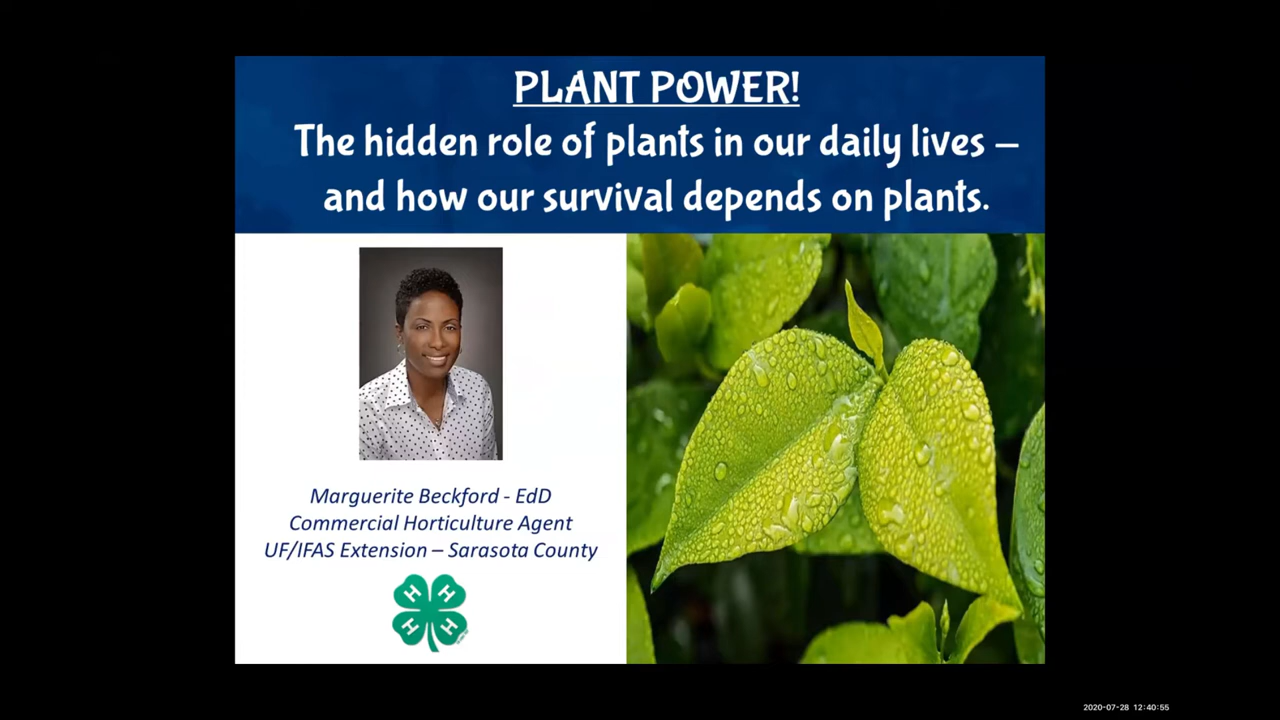 PLANT POWER!
The hidden role of plants in our daily lives –
and how our survival depends on plants.
Marguerite Beckford - EdD
Commercial Horticulture Agent
UF/IFAS Extension – Sarasota County
H H
H H
2020-07-28 12:40:55